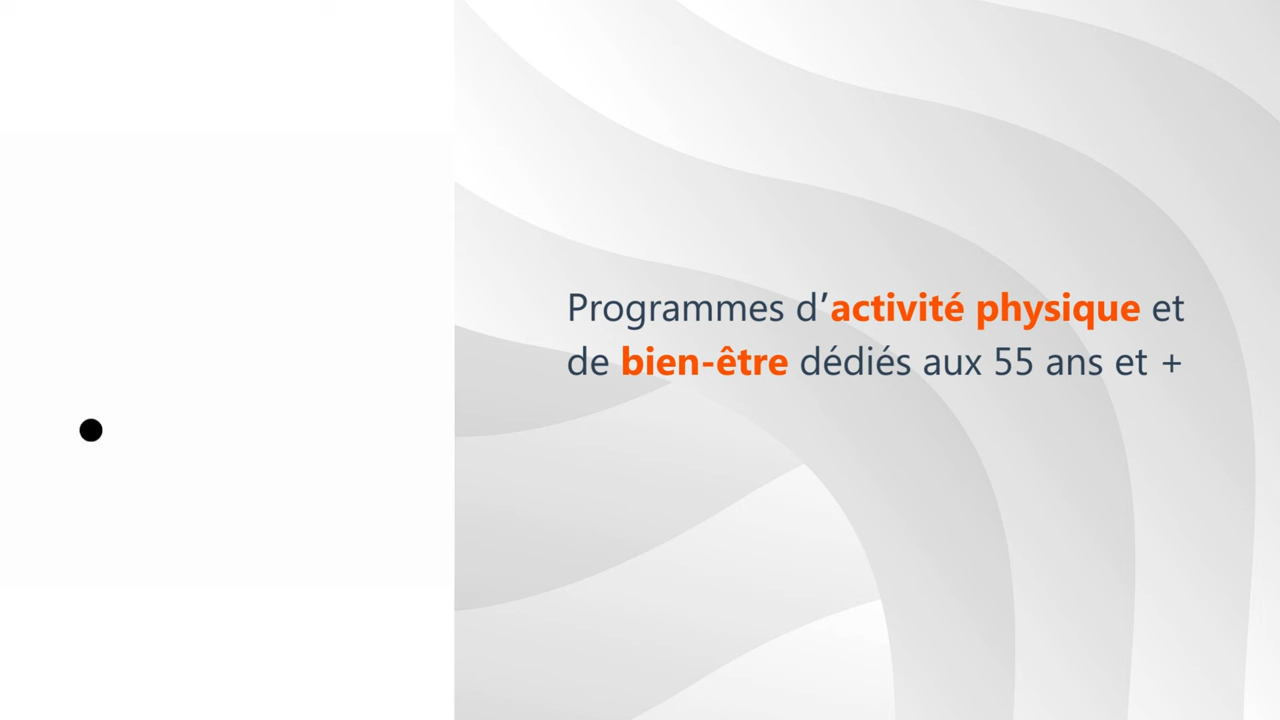 Programmes d’activité physique et
de bien-être dédiés aux 55 ans et +